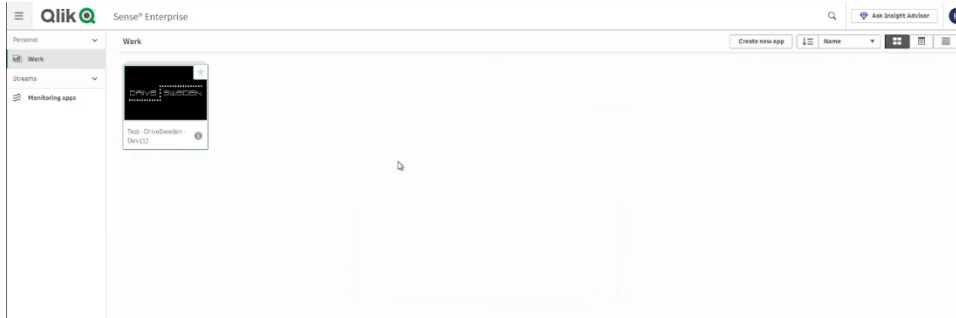 Qlik Q Sense® Enterprise
Ask Insight Advisor
Personal
Work
Streams
Monitoring apps
Work
Create new app
Name
DRIVE SWEDEN
Test - DriveSweden -
Dev (1)